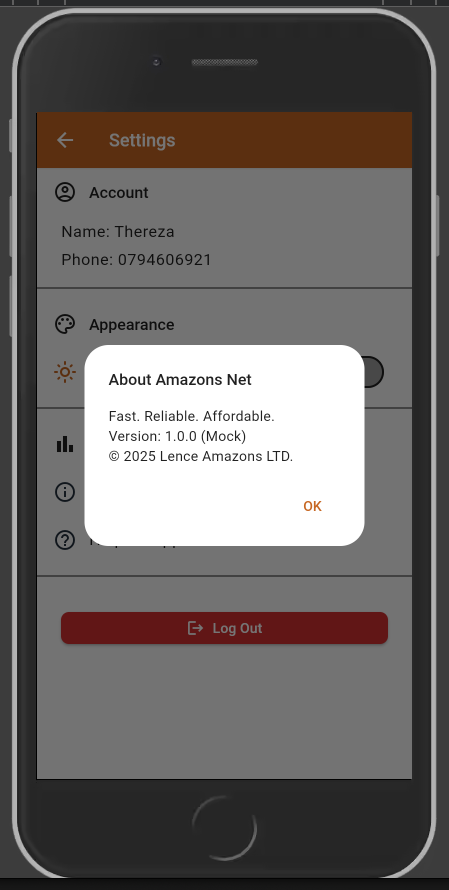 Settings
Account
Name: Thereza
Phone: 0794606921
Appearance
About Amazons Net
Fast. Reliable. Affordable.
Version: 1.0.0 (Mock)
© 2025 Lence Amazons LTD.
OK
Log Out